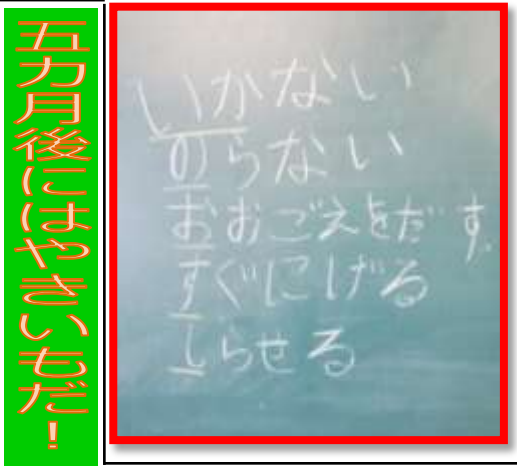 五カ月後にはやきいもだ！
いかない
のらない
おおごえをだす。
すぐにげる
しらせる